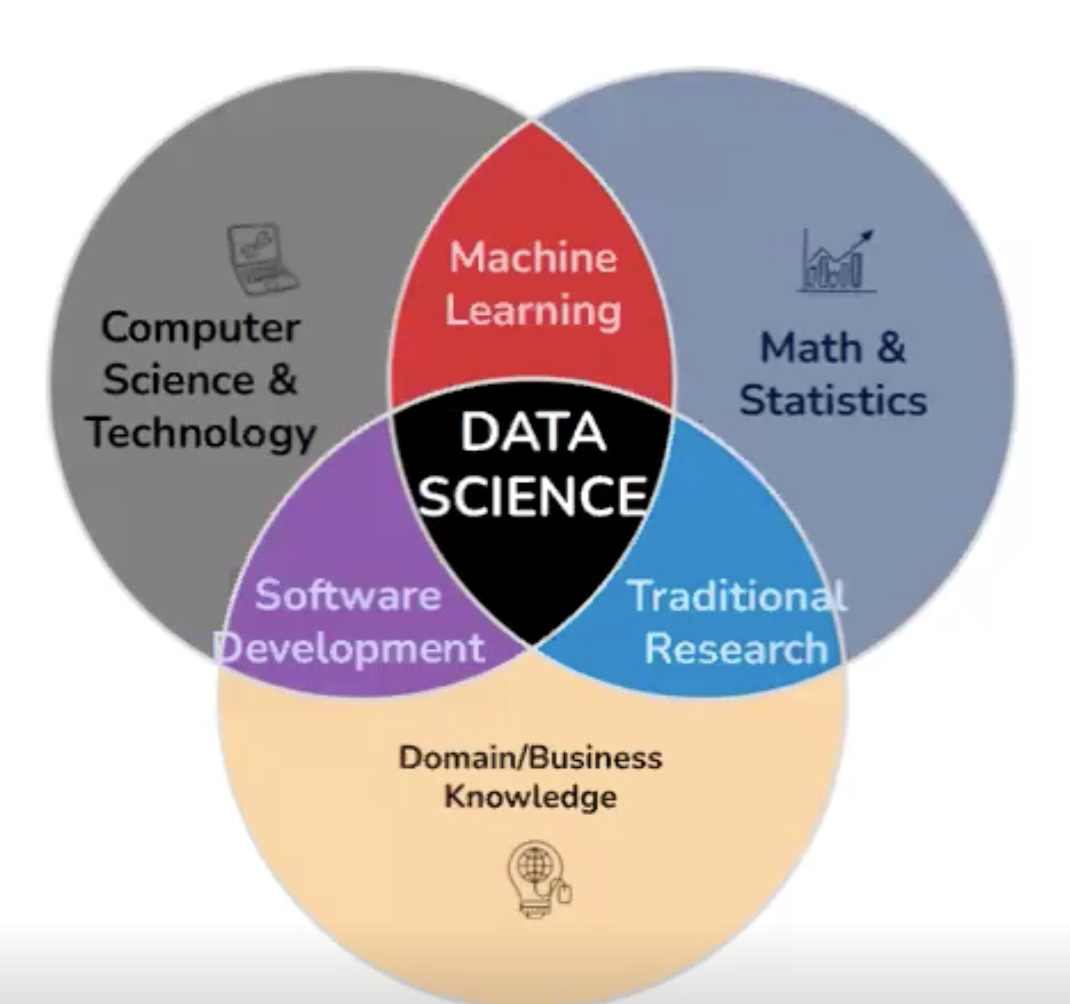 Machine
Learning
Computer
Science &
Technology
Math &
Statistics
DATA
SCIENCE
Software
Development
Traditional
Research
Domain/Business
Knowledge